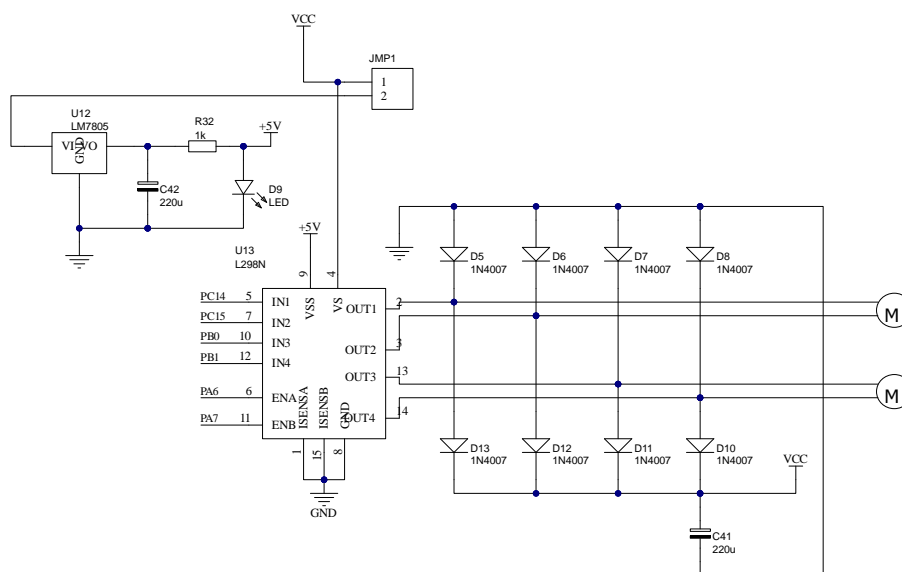 VCC
JMP1
1
2
U12
LM7805
VI
VO
GND
R32
1k
+5V
C42
220u
D9
LED
+5V
U13
L298N
9
4
PC14 5 IN1
PC15 7 IN2
PB0 10 IN3
PB1 12 IN4
PA6 6 ENA
PA7 11 ENB
VSS
VS
OUT1 2
OUT2 3
OUT3 13
OUT4 14
ISENSA
ISENSB
GND
1
15
8
GND
D5
1N4007
D6
1N4007
D7
1N4007
D8
1N4007
M
M
D13
1N4007
D12
1N4007
D11
1N4007
D10
1N4007
VCC
C41
220u